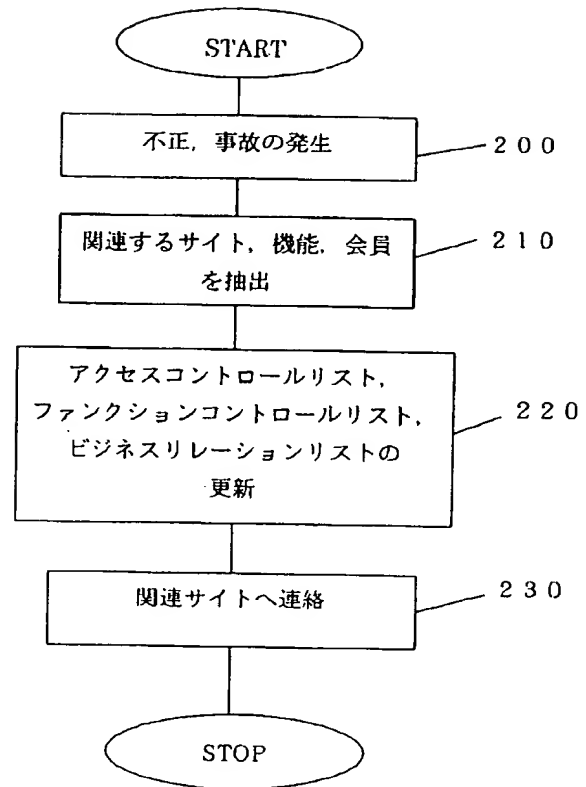 START
不正，事故の発生
200
関連するサイト，機能，会員
を抽出
210
アクセスコントロールリスト，
ファンクションコントロールリスト，
ビジネスリレーションリストの
更新
220
関連サイトへ連絡
230
STOP